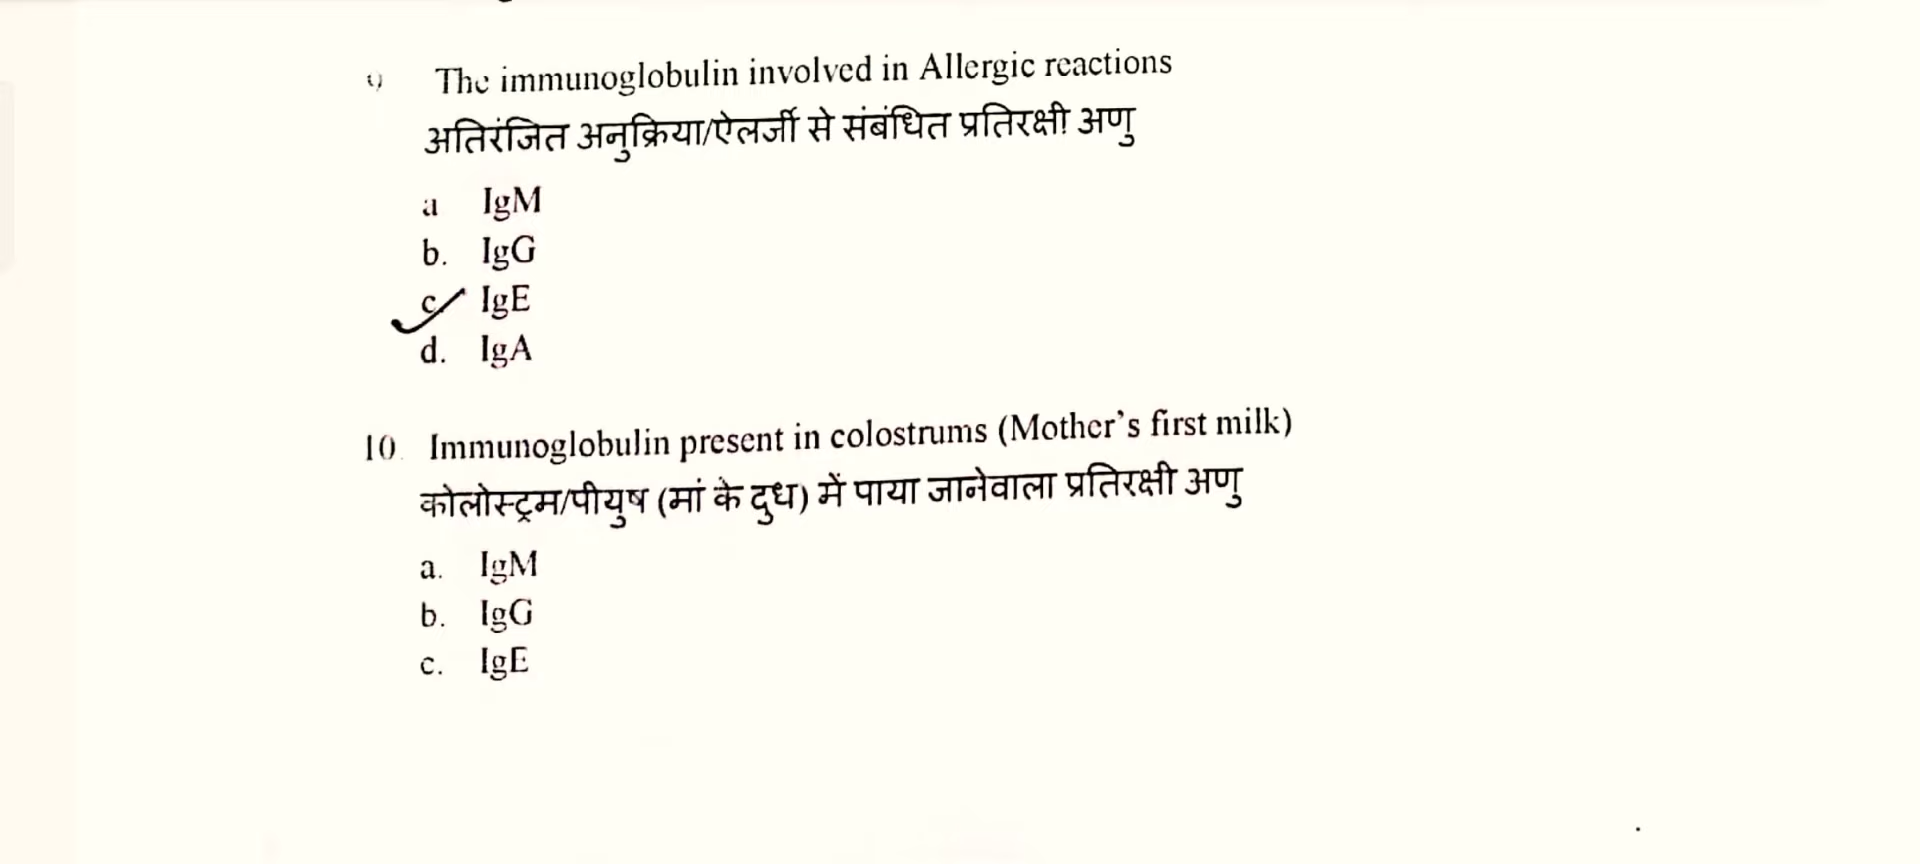 9 The immunoglobulin involved in Allergic reactions
अतिरंजित अनुक्रिया/ऐलर्जी से संबंधित प्रतिरक्षी अणु
a IgM
b. IgG
c IgE
d. IgA
10. Immunoglobulin present in colostrums (Mother's first milk)
कोलोस्ट्रम/पीयुष (मां के दुध) में पाया जानेवाला प्रतिरक्षी अणु
a. IgM
b. IgG
c. IgE